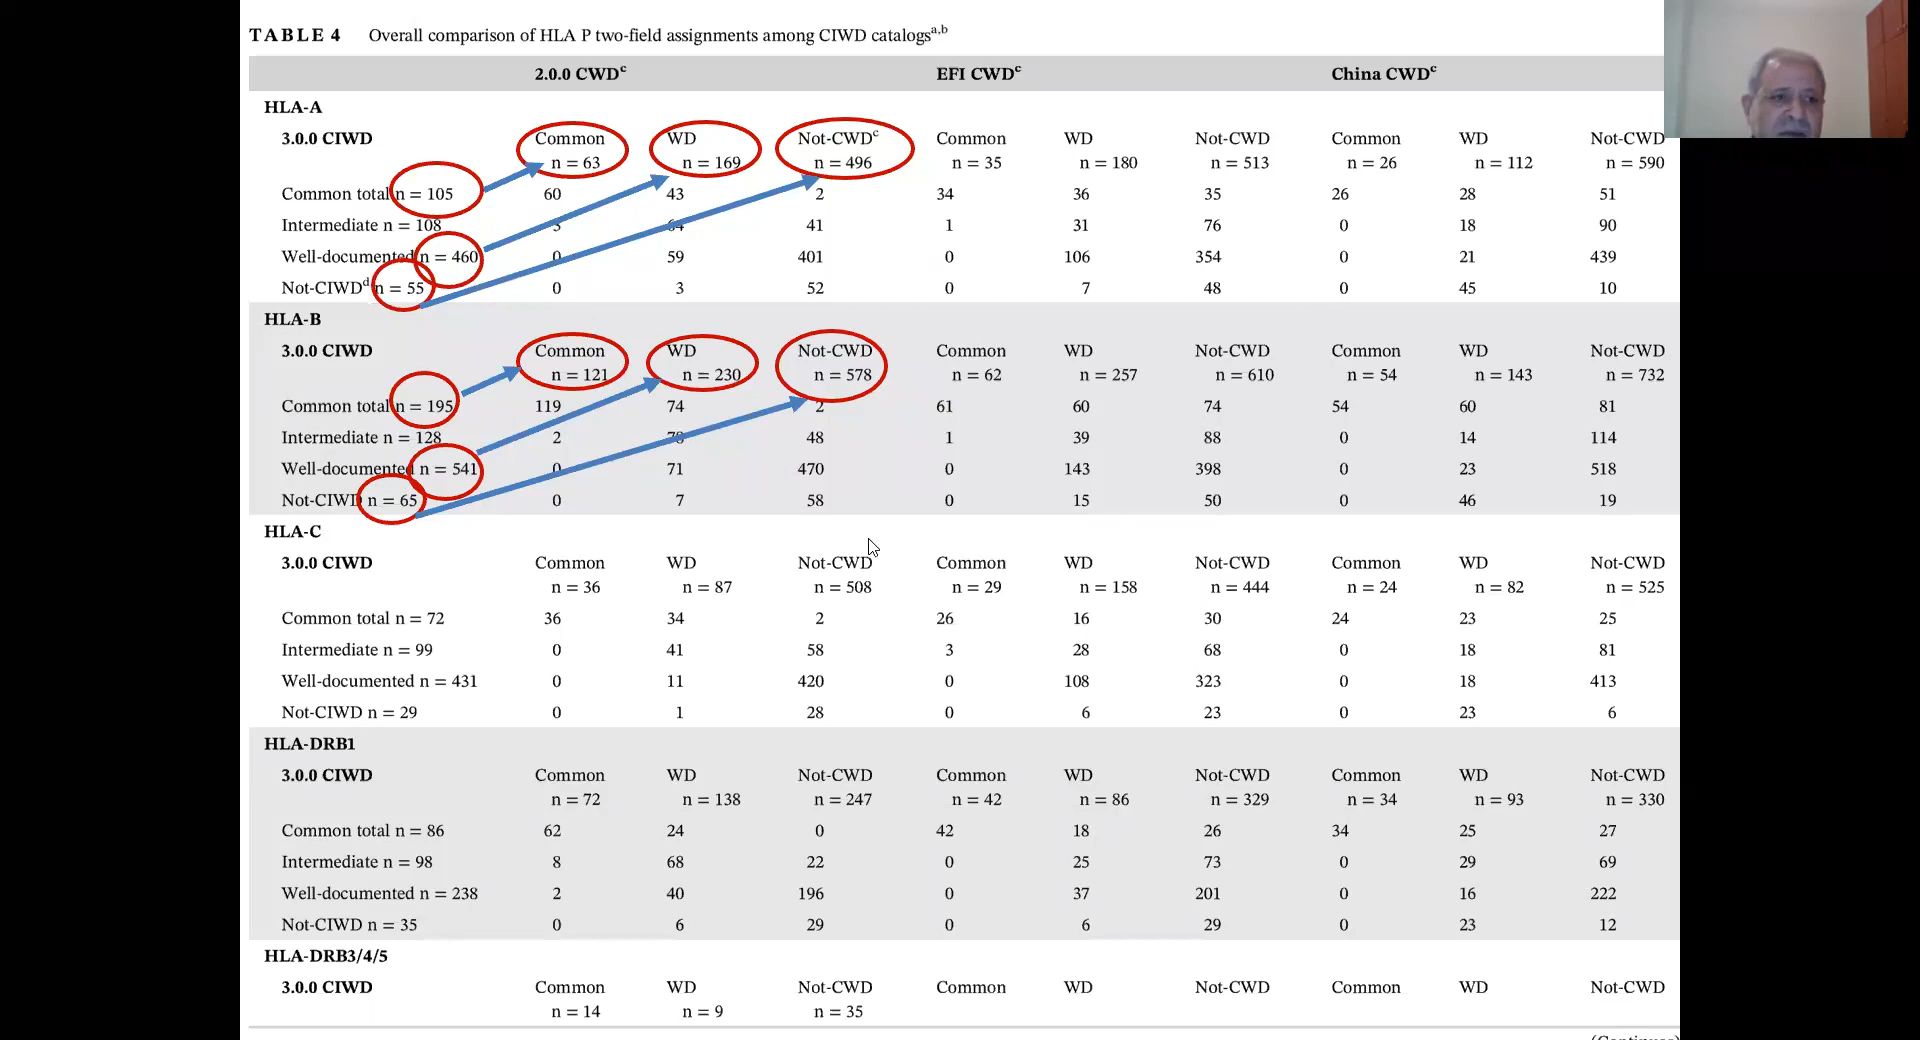 TABLE 4 Overall comparison of HLA P two-field assignments among CIWD catalogsa,b
2.0.0 CWDc EFI CWDc China CWDc
HLA-A
3.0.0 CIWD Common WD Not-CWDc Common WD Not-CWD Common WD Not-CWD
n = 63 n = 169 n = 496 n = 35 n = 180 n = 513 n = 26 n = 112 n = 590
Common total n = 105 60 43 2 34 36 35 26 28 51
Intermediate n = 108 3 64 41 1 31 76 0 18 90
Well-documented n = 460 0 59 401 0 106 354 0 21 439
Not-CIWDd n = 55 0 3 52 0 7 48 0 45 10
HLA-B
3.0.0 CIWD Common WD Not-CWD Common WD Not-CWD Common WD Not-CWD
n = 121 n = 230 n = 578 n = 62 n = 257 n = 610 n = 54 n = 143 n = 732
Common total n = 195 119 74 2 61 60 74 54 60 81
Intermediate n = 128 2 78 48 1 39 88 0 14 114
Well-documented n = 541 0 71 470 0 143 398 0 23 518
Not-CIWD n = 65 0 7 58 0 15 50 0 46 19
HLA-C
3.0.0 CIWD Common WD Not-CWD Common WD Not-CWD Common WD Not-CWD
n = 36 n = 87 n = 508 n = 29 n = 158 n = 444 n = 24 n = 82 n = 525
Common total n = 72 36 34 2 26 16 30 24 23 25
Intermediate n = 99 0 41 58 3 28 68 0 18 81
Well-documented n = 431 0 11 420 0 108 323 0 18 413
Not-CIWD n = 29 0 1 28 0 6 23 0 23 6
HLA-DRB1
3.0.0 CIWD Common WD Not-CWD Common WD Not-CWD Common WD Not-CWD
n = 72 n = 138 n = 247 n = 42 n = 86 n = 329 n = 34 n = 93 n = 330
Common total n = 86 62 24 0 42 18 26 34 25 27
Intermediate n = 98 8 68 22 0 25 73 0 29 69
Well-documented n = 238 2 40 196 0 37 201 0 16 222
Not-CIWD n = 35 0 6 29 0 6 29 0 23 12
HLA-DRB3/4/5
3.0.0 CIWD Common WD Not-CWD Common WD Not-CWD Common WD Not-CWD
n = 14 n = 9 n = 35